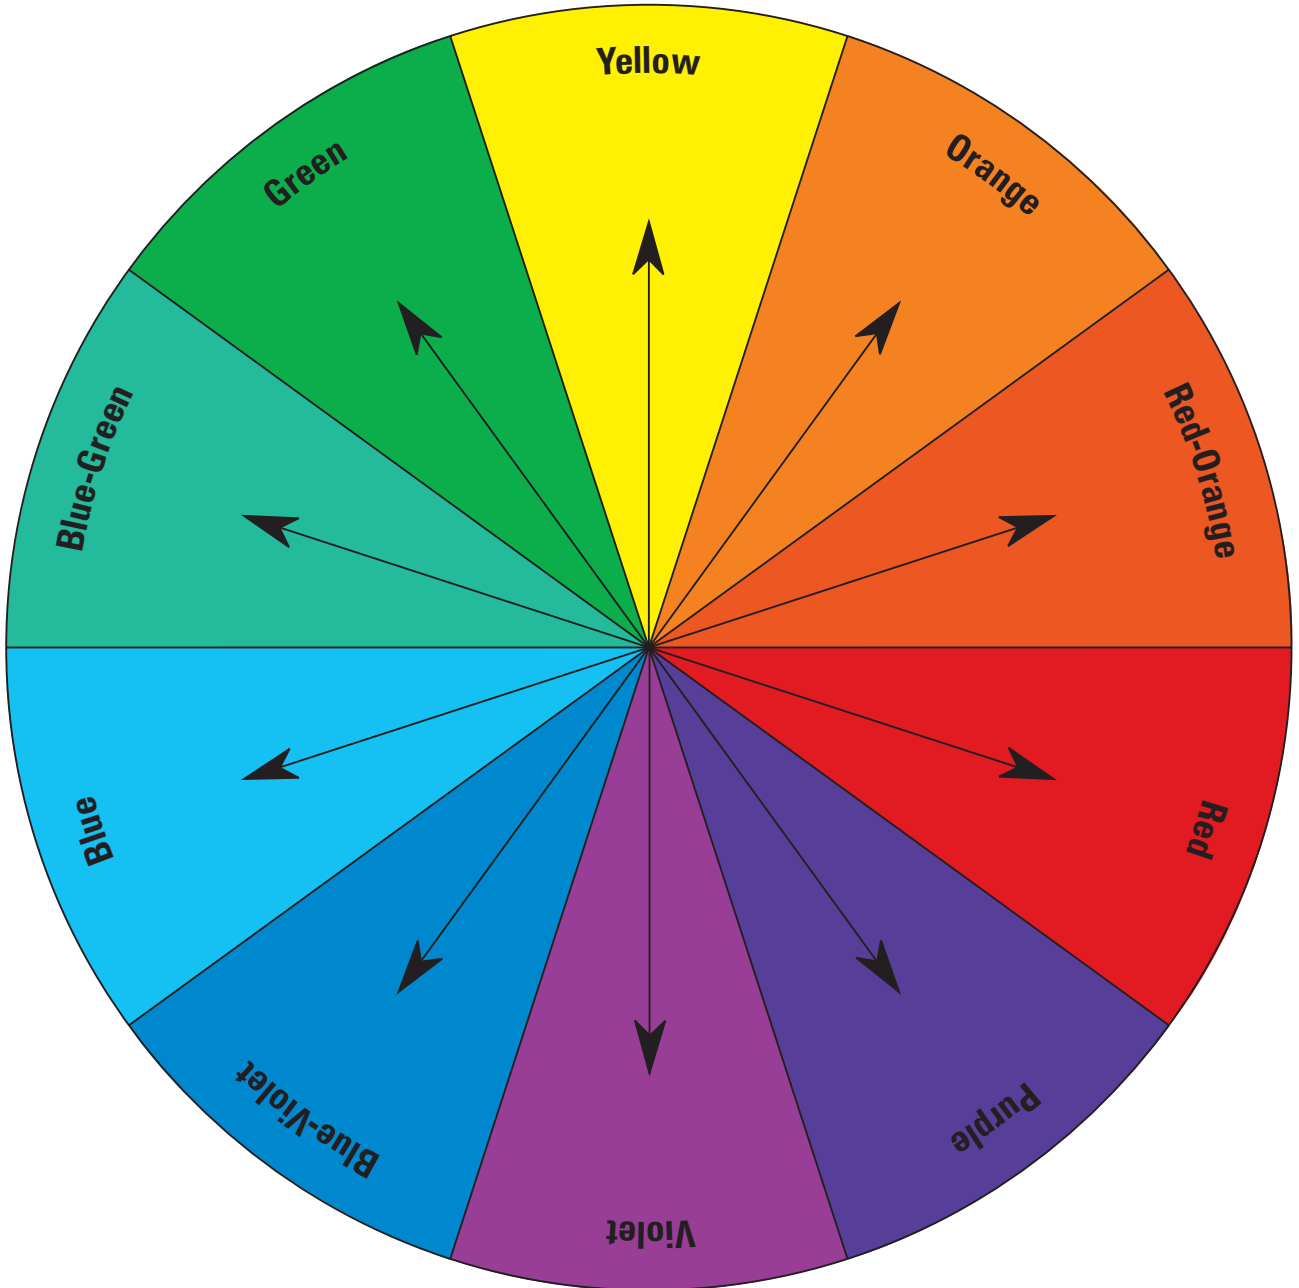 Yellow
Orange
Red-Orange
Red
Purple
Violet
Blue-Violet
Blue
Blue-Green
Green